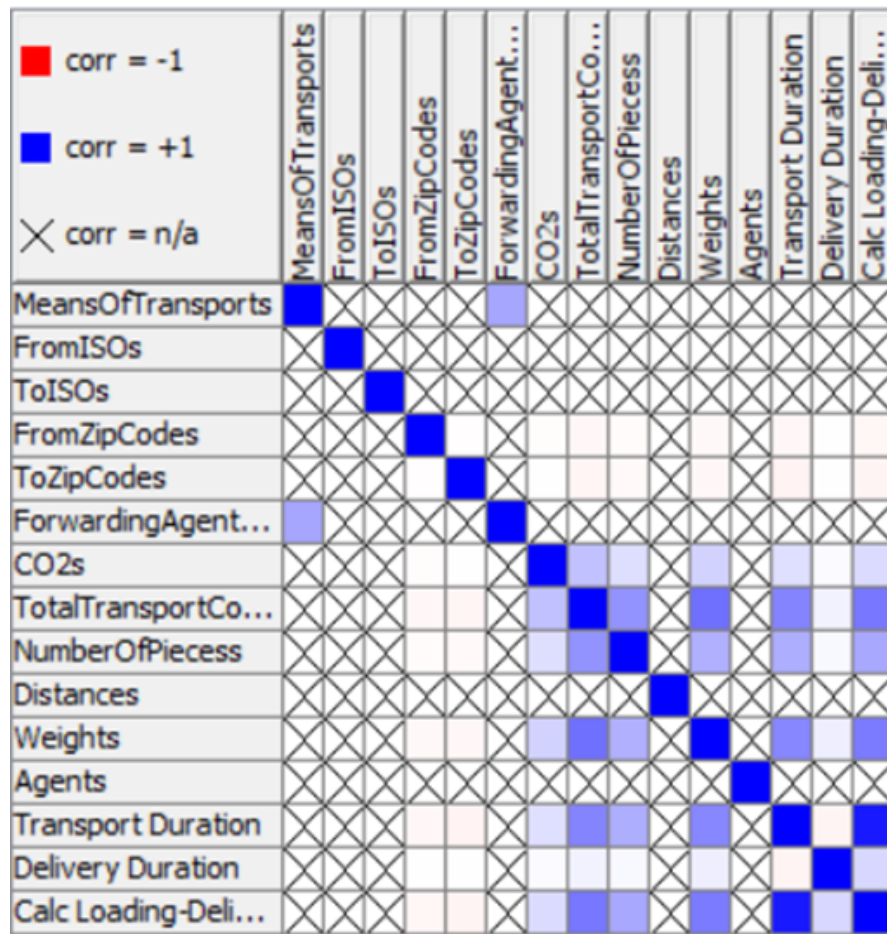 corr = -1
corr = +1
corr = n/a
MeansOfTransports
FromISOs
ToISOs
FromZipCodes
ToZipCodes
ForwardingAgent...
CO2s
TotalTransportCo...
NumberOfPiecess
Distances
Weights
Agents
Transport Duration
Delivery Duration
Calc Loading-Deli...
MeansOfTransports
FromISOs
ToISOs
FromZipCodes
ToZipCodes
ForwardingAgent...
CO2s
TotalTransportCo...
NumberOfPiecess
Distances
Weights
Agents
Transport Duration
Delivery Duration
Calc Loading-Deli...